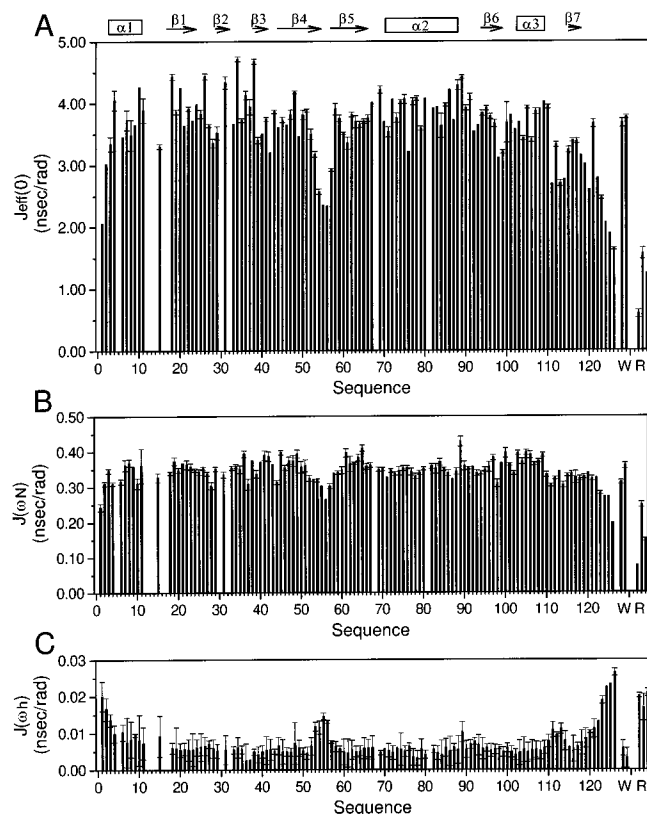 A
α1 β1 β2 β3 β4 β5 α2 β6 α3 β7
Jeff(0)
(nsec/rad)
5.00
4.00
3.00
2.00
1.00
0.00
0 10 20 30 40 50 60 70 80 90 100 110 120 W R
Sequence
B
J(ωN)
(nsec/rad)
0.50
0.40
0.30
0.20
0.10
0.00
0 10 20 30 40 50 60 70 80 90 100 110 120 W R
Sequence
C
J(ωh)
(nsec/rad)
0.03
0.02
0.01
0.00
0 10 20 30 40 50 60 70 80 90 100 110 120 W R
Sequence